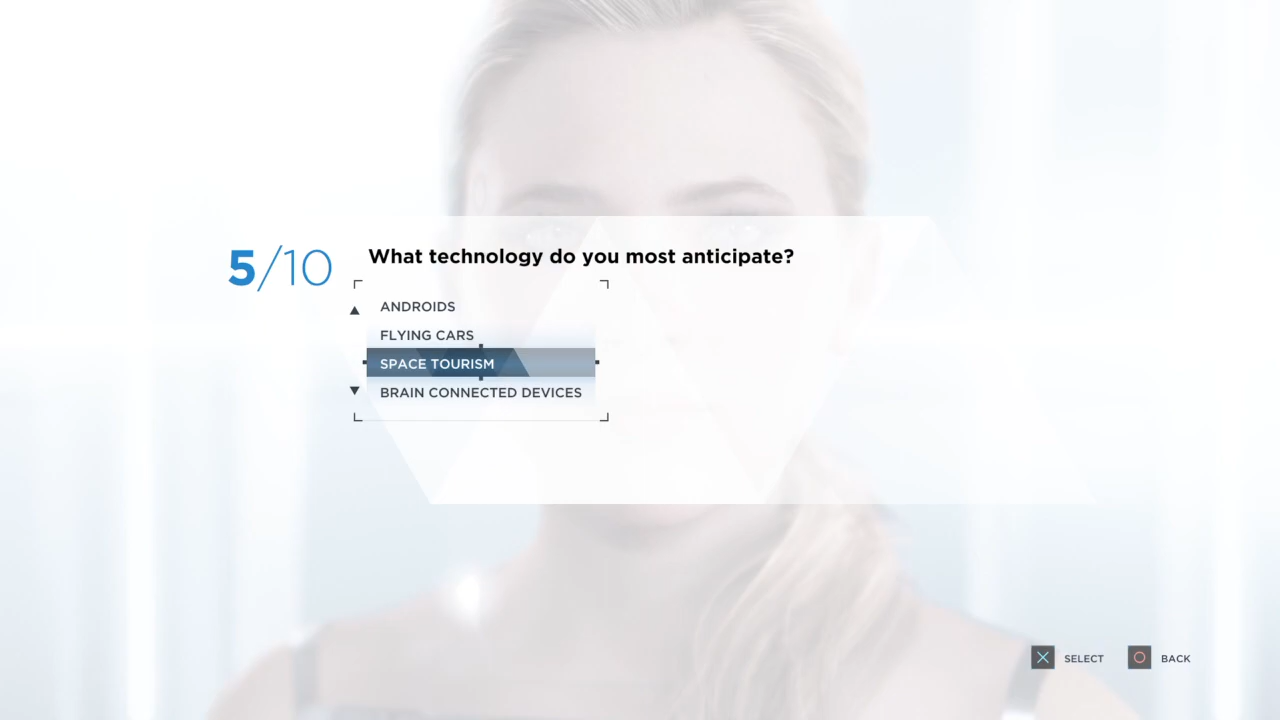 5/10
What technology do you most anticipate?
ANDROIDS
FLYING CARS
SPACE TOURISM
BRAIN CONNECTED DEVICES
SELECT
BACK